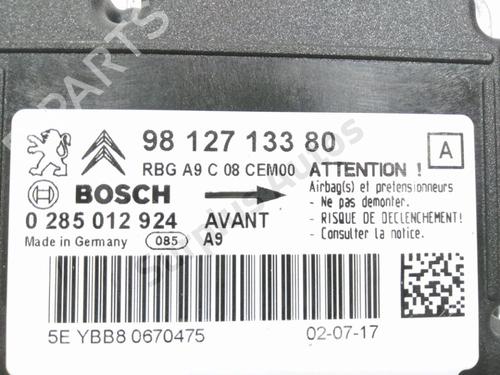 98 127 133 80
RBG A9 C 08 CEM00
A
ATTENTION !
Airbag(s) et pretensionneurs
- Ne pas demonter.
- RISQUE DE DECLENCHEMENT!
- Consulter la notice.
BOSCH
0 285 012 924 AVANT
Made in Germany 085 A9
5E YBB8 0670475 02-07-17
SURPLUS AUTOS